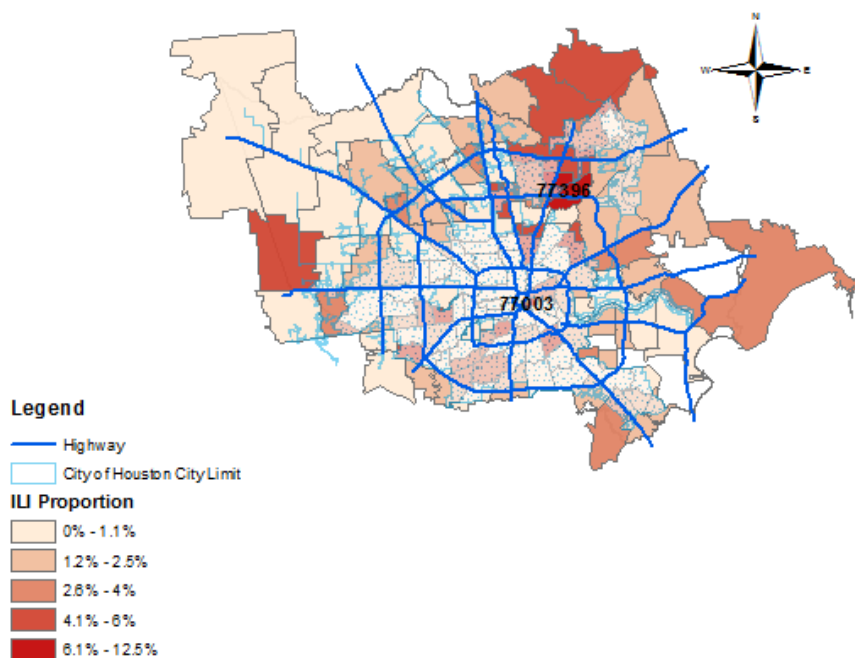 N
W E
S
77396
77003
Legend
Highway
City of Houston City Limit
ILI Proportion
0% - 1.1%
1.2% - 2.5%
2.6% - 4%
4.1% - 6%
6.1% - 12.5%